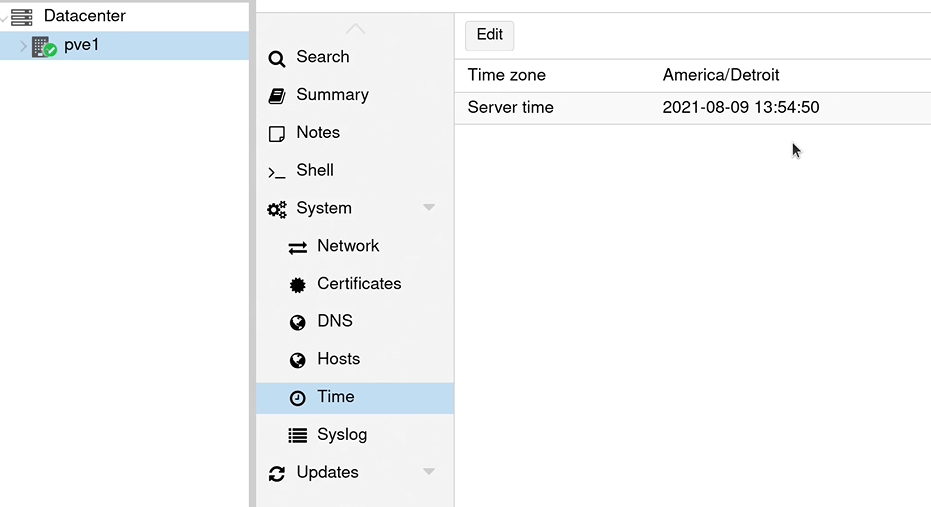 Datacenter
pve1
Search
Summary
Notes
Shell
System
Network
Certificates
DNS
Hosts
Time
Syslog
Updates
Edit
Time zone America/Detroit
Server time 2021-08-09 13:54:50